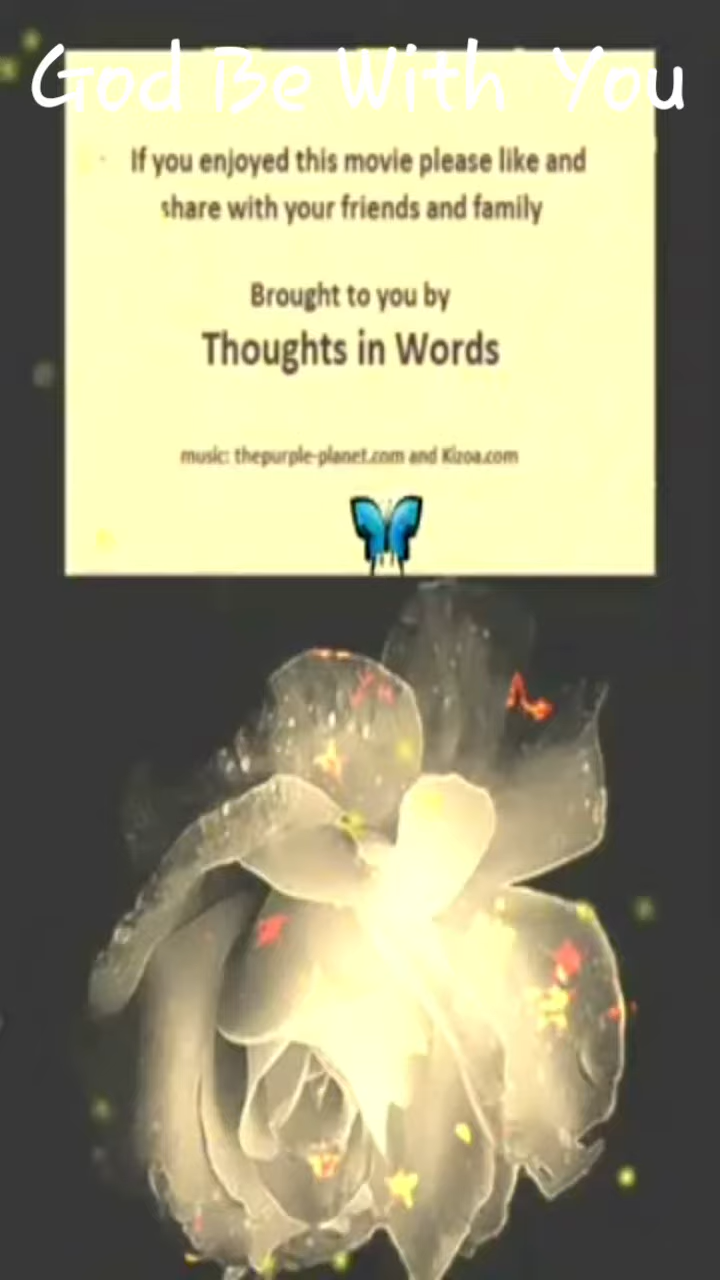 God Be With You
If you enjoyed this movie please like and
share with your friends and family
Brought to you by
Thoughts in Words
music: thepurple-planet.com and Kizoa.com